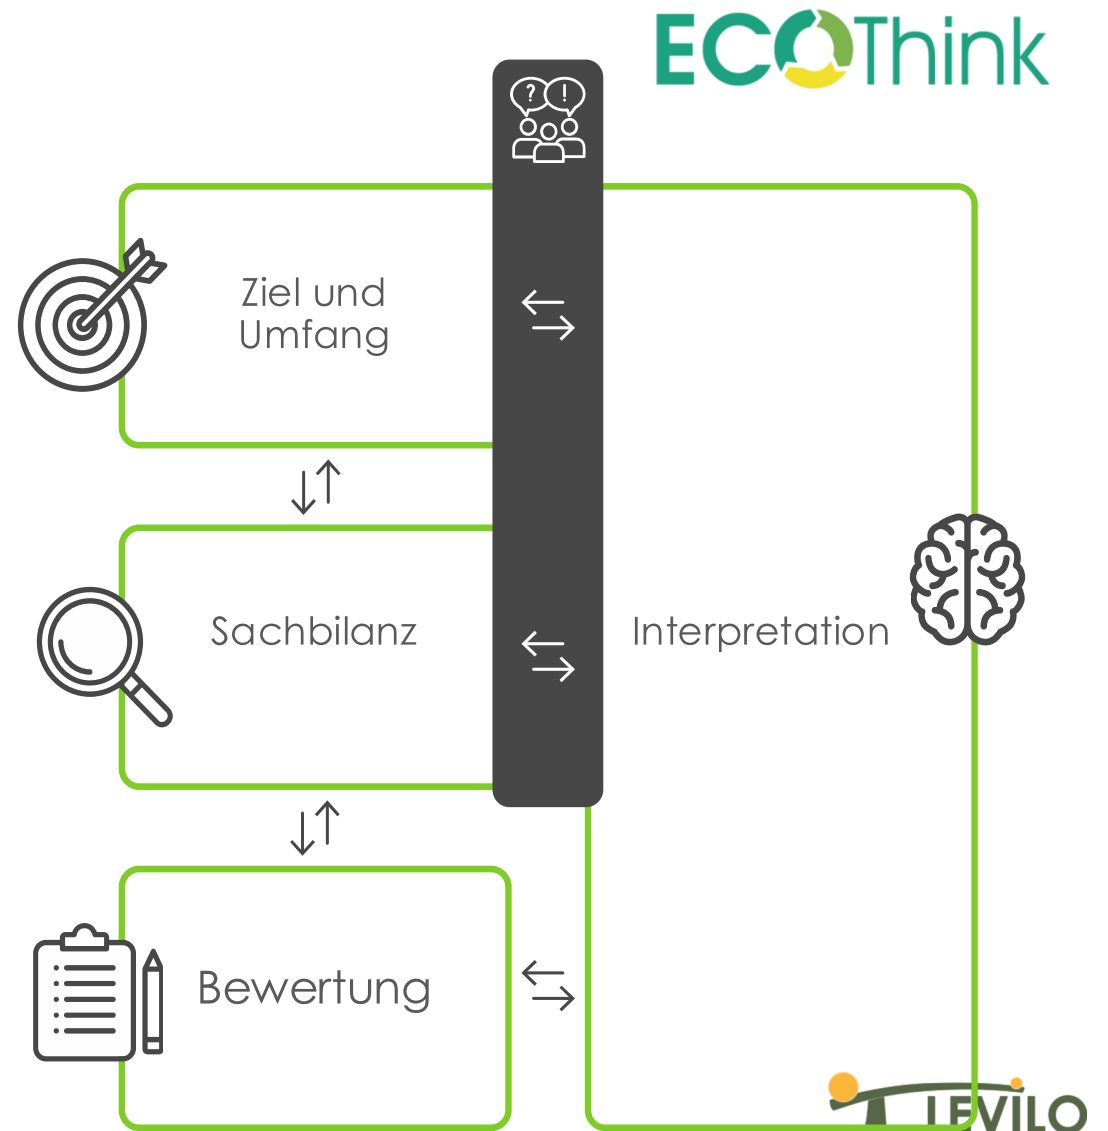 ECOThink
? !
Ziel und
Umfang
Sachbilanz
Interpretation
Bewertung
LEVILO